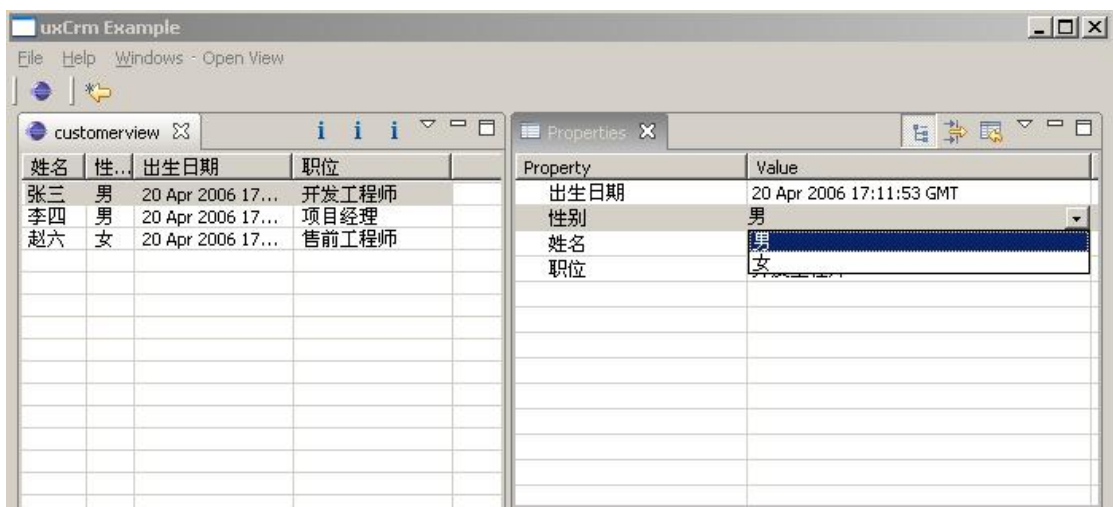 uxCrm Example
File Help Windows - Open View
customerview
姓名 性... 出生日期 职位
张三 男 20 Apr 2006 17... 开发工程师
李四 男 20 Apr 2006 17... 项目经理
赵六 女 20 Apr 2006 17... 售前工程师
Properties
Property Value
出生日期 20 Apr 2006 17:11:53 GMT
性别 男
姓名 男
职位 女